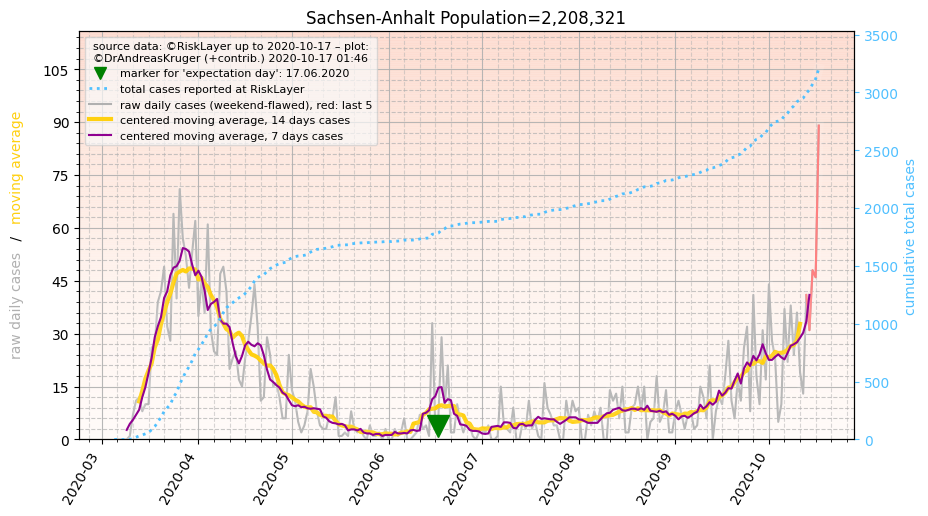 Sachsen-Anhalt Population=2,208,321
source data: ©RiskLayer up to 2020-10-17 – plot:
©DrAndreasKruger (+contrib.) 2020-10-17 01:46
marker for 'expectation day': 17.06.2020
total cases reported at RiskLayer
raw daily cases (weekend-flawed), red: last 5
centered moving average, 14 days cases
centered moving average, 7 days cases
raw daily cases / moving average
105
90
75
60
45
30
15
0
3500
3000
2500
2000
1500
1000
500
0
cumulative total cases
2020-03
2020-04
2020-05
2020-06
2020-07
2020-08
2020-09
2020-10